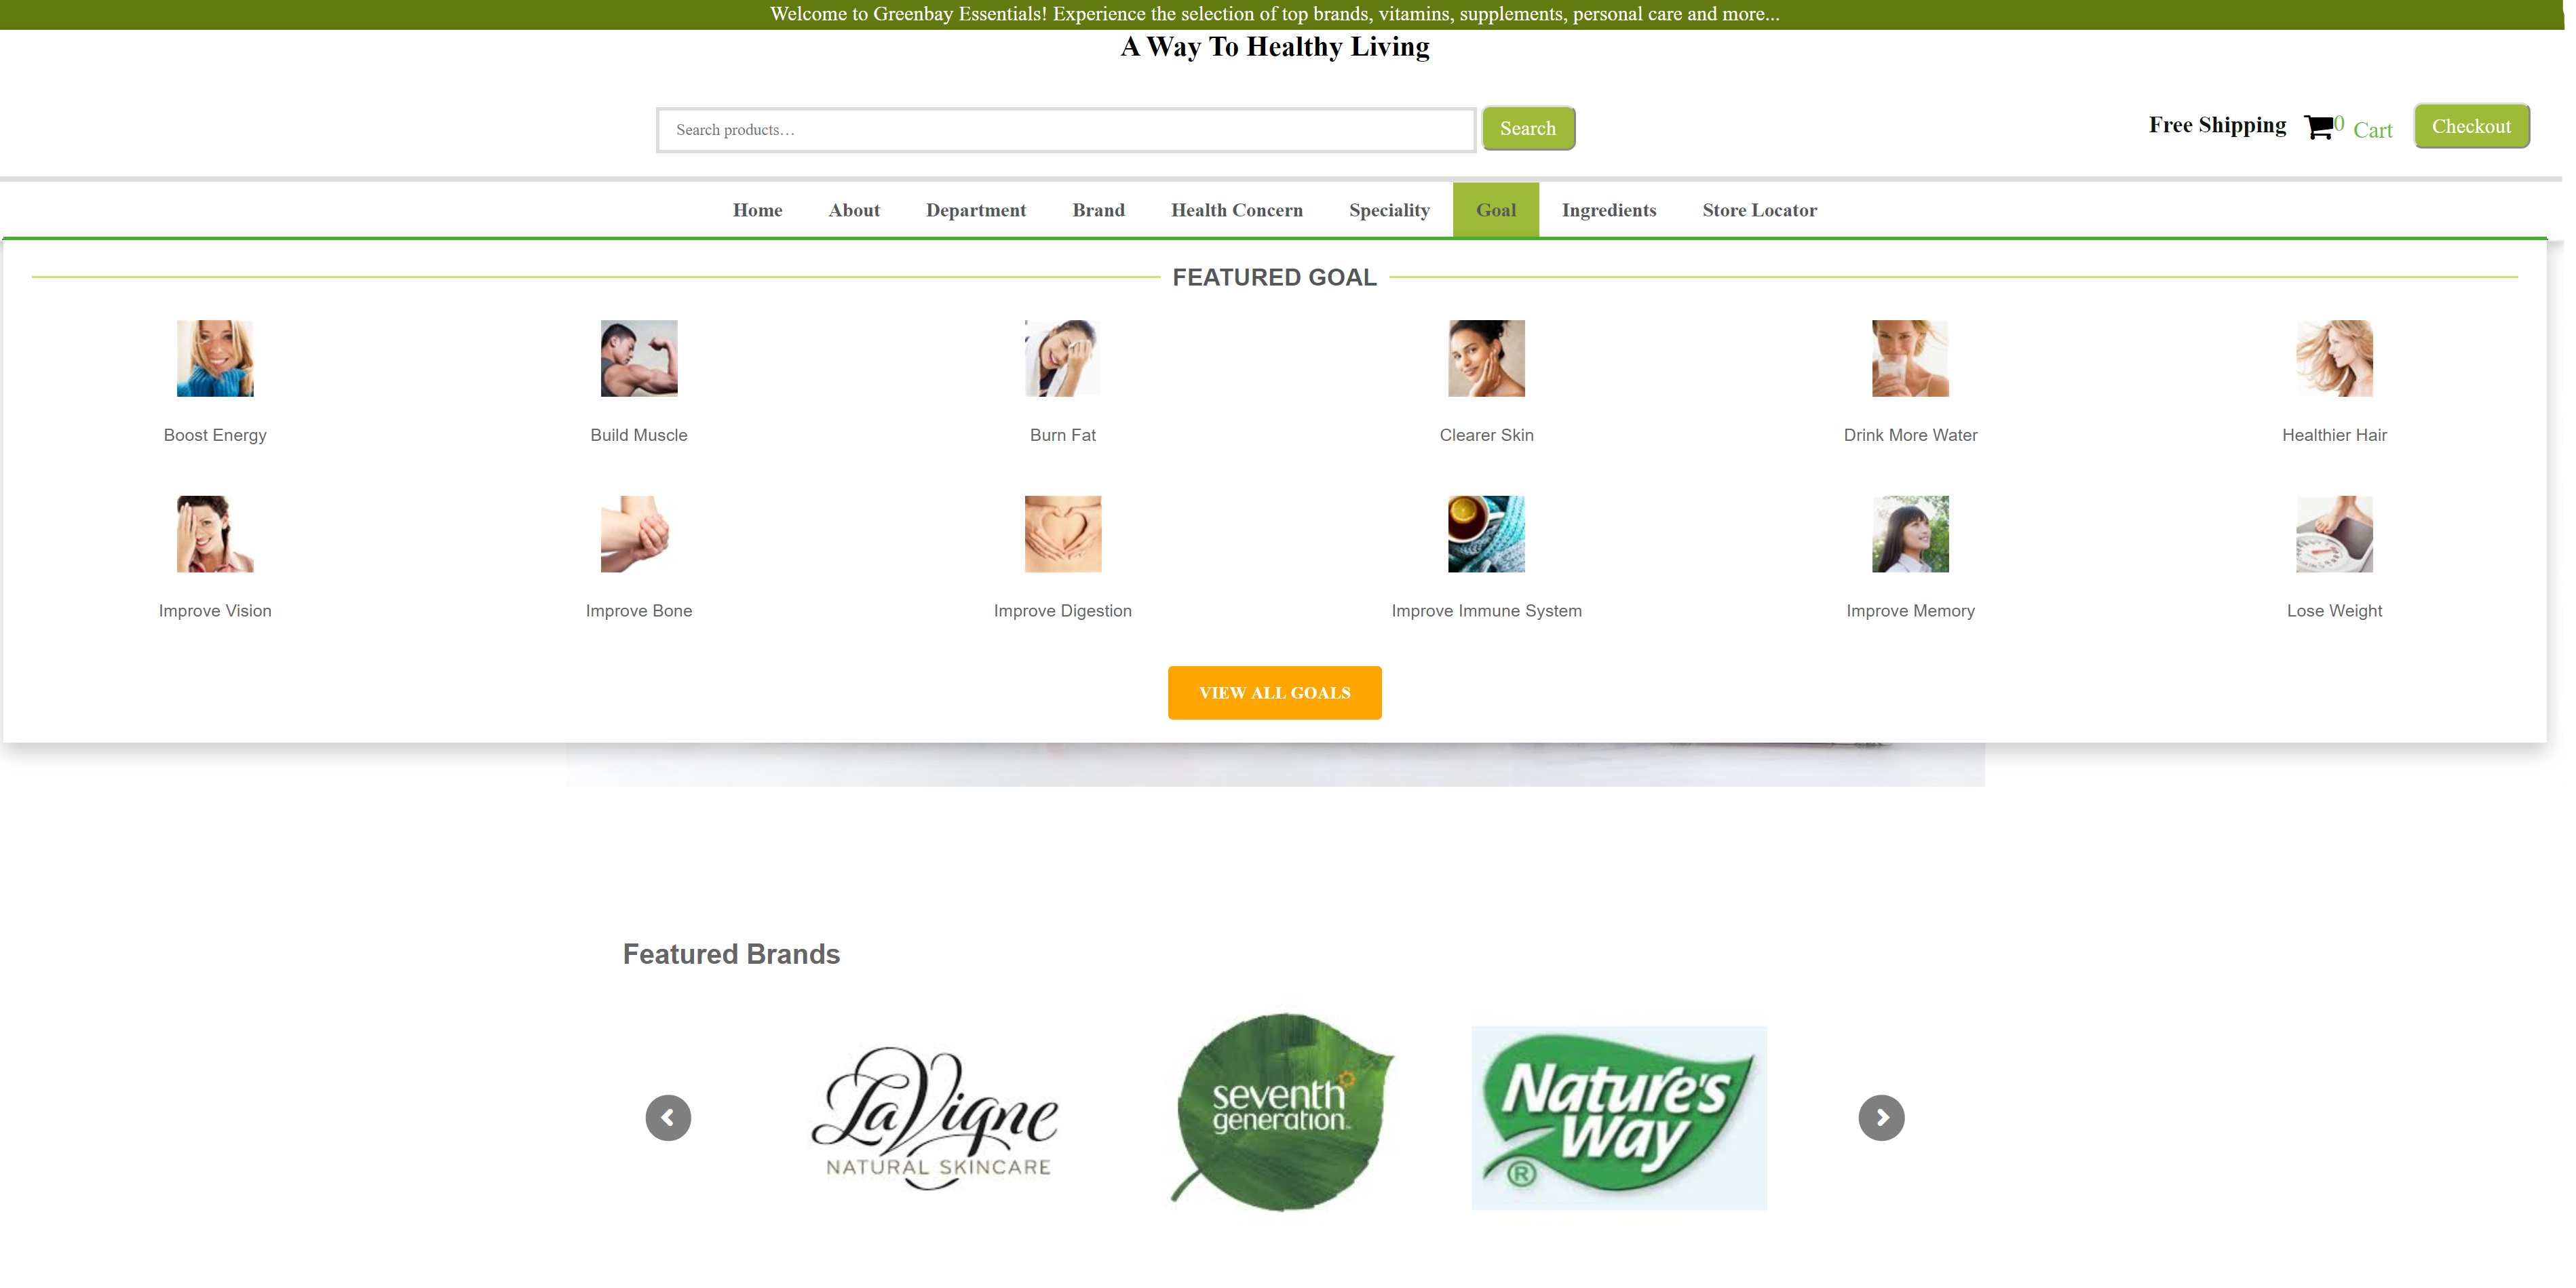 Welcome to Greenbay Essentials! Experience the selection of top brands, vitamins, supplements, personal care and more...
A Way To Healthy Living
Search products…
Search
Free Shipping
0
Cart
Checkout
Home
About
Department
Brand
Health Concern
Speciality
Goal
Ingredients
Store Locator
FEATURED GOAL
Boost Energy
Build Muscle
Burn Fat
Clearer Skin
Drink More Water
Healthier Hair
Improve Vision
Improve Bone
Improve Digestion
Improve Immune System
Improve Memory
Lose Weight
VIEW ALL GOALS
Featured Brands
LaVigne
NATURAL SKINCARE
seventh
generation™
Nature's
Way
®